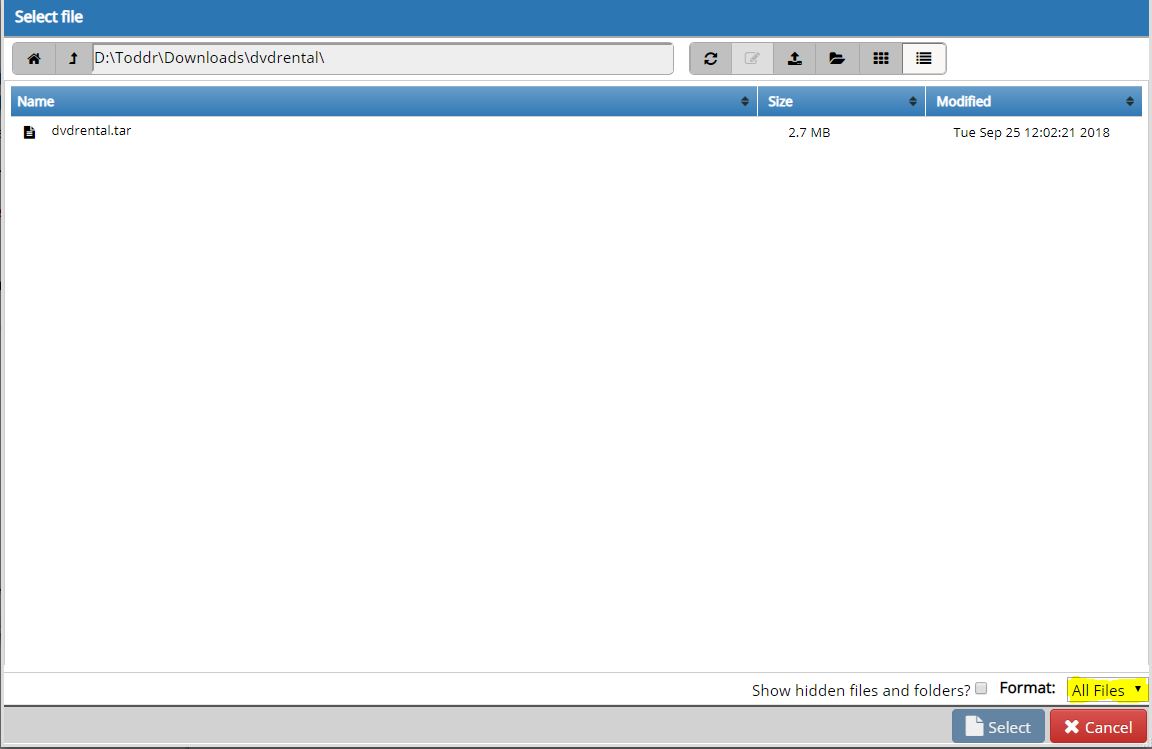 Select file
D:\Toddr\Downloads\dvdrental\
Name Size Modified
dvdrental.tar 2.7 MB Tue Sep 25 12:02:21 2018
Show hidden files and folders? Format: All Files
Select Cancel